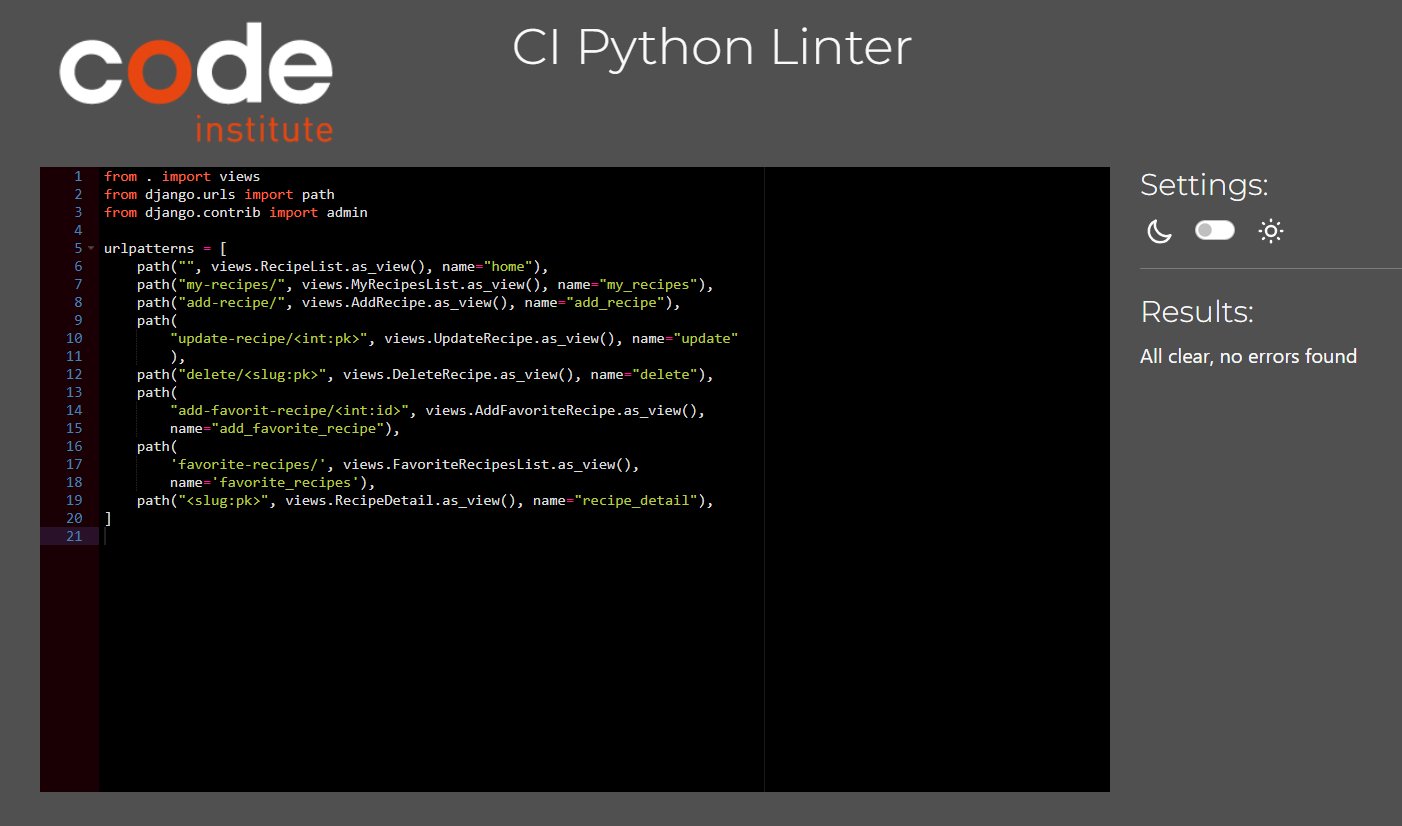 code
institute
CI Python Linter
1 from . import views
2 from django.urls import path
3 from django.contrib import admin
4
5 urlpatterns = [
6     path("", views.RecipeList.as_view(), name="home"),
7     path("my-recipes/", views.MyRecipesList.as_view(), name="my_recipes"),
8     path("add-recipe/", views.AddRecipe.as_view(), name="add_recipe"),
9     path(
10         "update-recipe/<int:pk>", views.UpdateRecipe.as_view(), name="update"
11         ),
12     path("delete/<slug:pk>", views.DeleteRecipe.as_view(), name="delete"),
13     path(
14         "add-favorit-recipe/<int:id>", views.AddFavoriteRecipe.as_view(),
15         name="add_favorite_recipe"),
16     path(
17         'favorite-recipes/', views.FavoriteRecipesList.as_view(),
18         name='favorite_recipes'),
19     path("<slug:pk>", views.RecipeDetail.as_view(), name="recipe_detail"),
20 ]
21
Settings:
Results:
All clear, no errors found